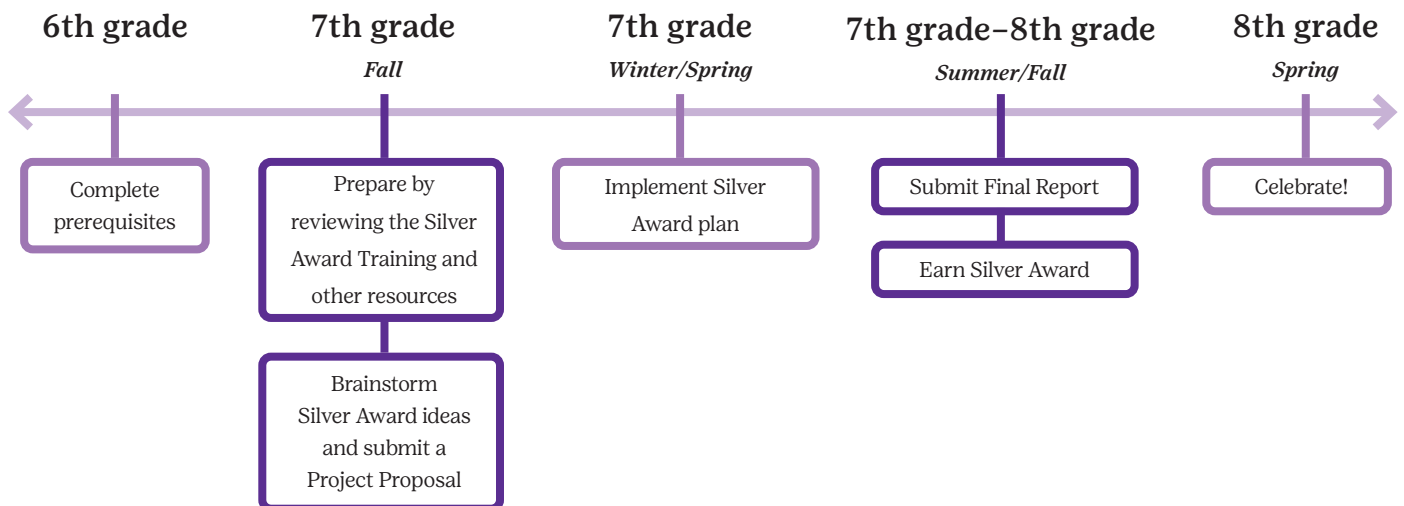 6th grade
7th grade
Fall
7th grade
Winter/Spring
7th grade–8th grade
Summer/Fall
8th grade
Spring
Complete
prerequisites
Prepare by
reviewing the Silver
Award Training and
other resources
Brainstorm
Silver Award ideas
and submit a
Project Proposal
Implement Silver
Award plan
Submit Final Report
Earn Silver Award
Celebrate!